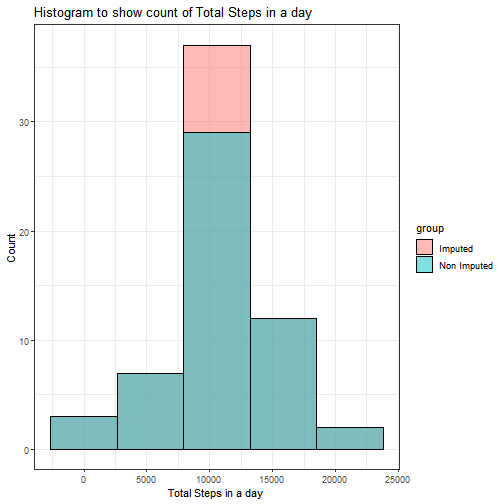 Histogram to show count of Total Steps in a day
Count
30
20
10
0
0 5000 10000 15000 20000 25000
Total Steps in a day
group
Imputed
Non Imputed